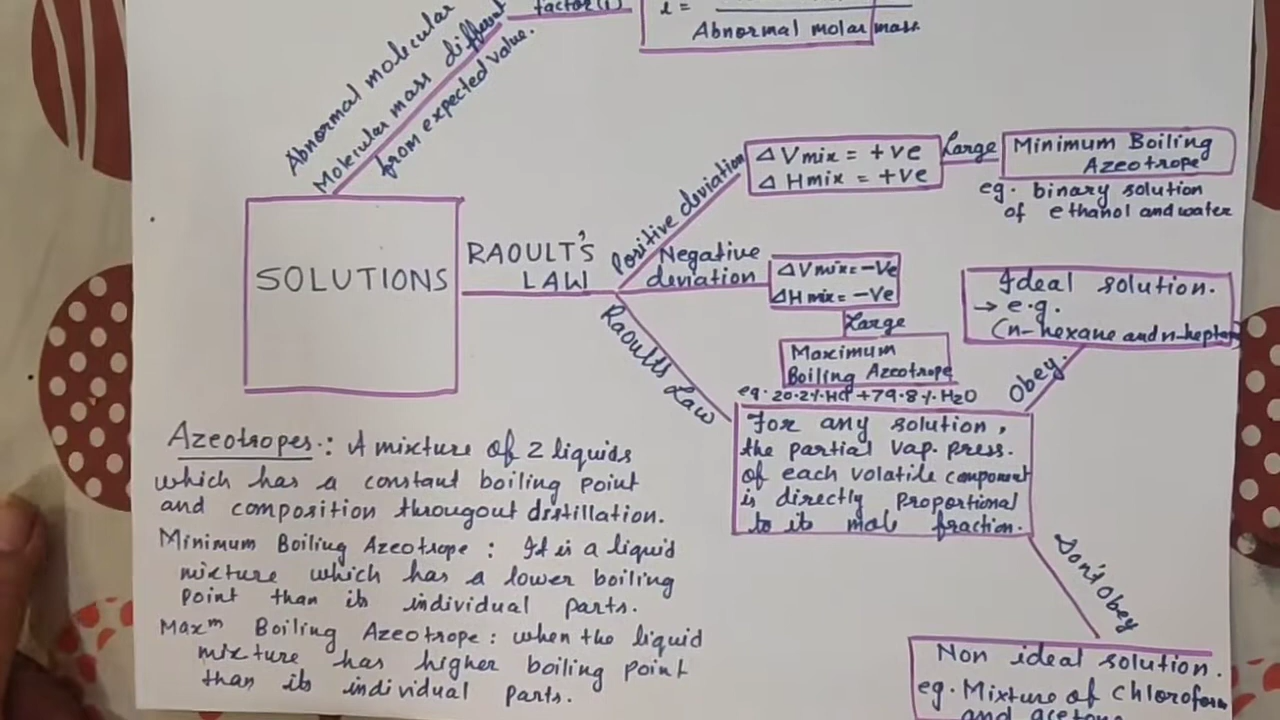 Abnormal molecular
Molecular mass different
from expected value.
factor(i)
i =
Abnormal molar mass
SOLUTIONS
RAOULT'S
LAW
Positive deviation
ΔVmix = +ve
ΔHmix = +ve
Large
Minimum Boiling
Azeotrope
eg. binary solution
of ethanol and water
Negative
deviation
ΔVmix = -Ve
ΔHmix = -Ve
Large
Maximum
Boiling Azeotrope
eg. 20.2% HCl + 79.8% H2O
Raoults Law
For any solution,
the partial vap. press.
of each volatile component
is directly proportional
to its mole fraction.
Obey.
Ideal solution.
→ e.g.
(n-hexane and n-heptan
Don't Obey
Non ideal solution.
eg. Mixture of chloroform
and acetone
Azeotropes.: A mixture of 2 liquids
which has a constant boiling point
and composition througout distillation.
Minimum Boiling Azeotrope : It is a liquid
mixture which has a lower boiling
point than its individual parts.
Maxm Boiling Azeotrope : when the liquid
mixture has higher boiling point
than its individual parts.